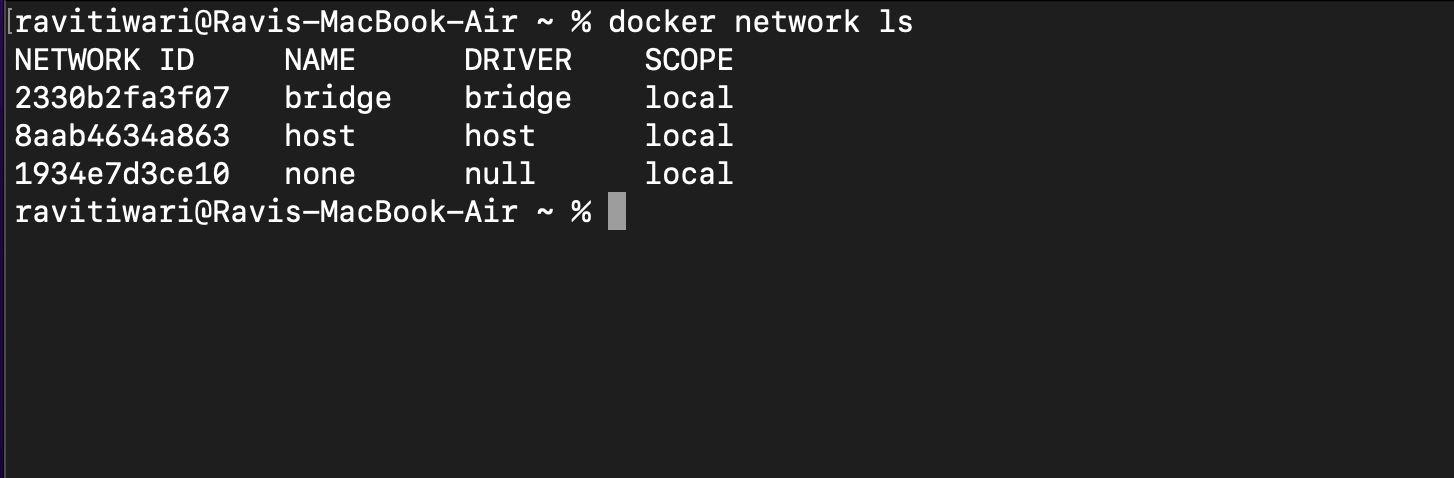 [ravitiwari@Ravis-MacBook-Air ~ % docker network ls
NETWORK ID     NAME      DRIVER    SCOPE
2330b2fa3f07   bridge    bridge    local
8aab4634a863   host      host      local
1934e7d3ce10   none      null      local
ravitiwari@Ravis-MacBook-Air ~ %